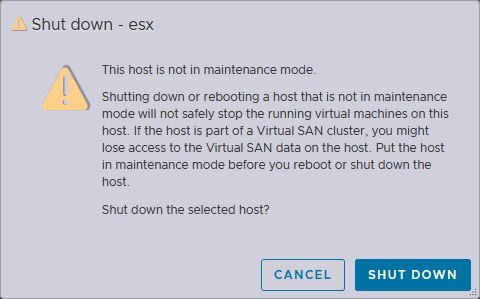 Shut down - esx
This host is not in maintenance mode.
Shutting down or rebooting a host that is not in maintenance
mode will not safely stop the running virtual machines on this
host. If the host is part of a Virtual SAN cluster, you might
lose access to the Virtual SAN data on the host. Put the host
in maintenance mode before you reboot or shut down the
host.
Shut down the selected host?
CANCEL
SHUT DOWN